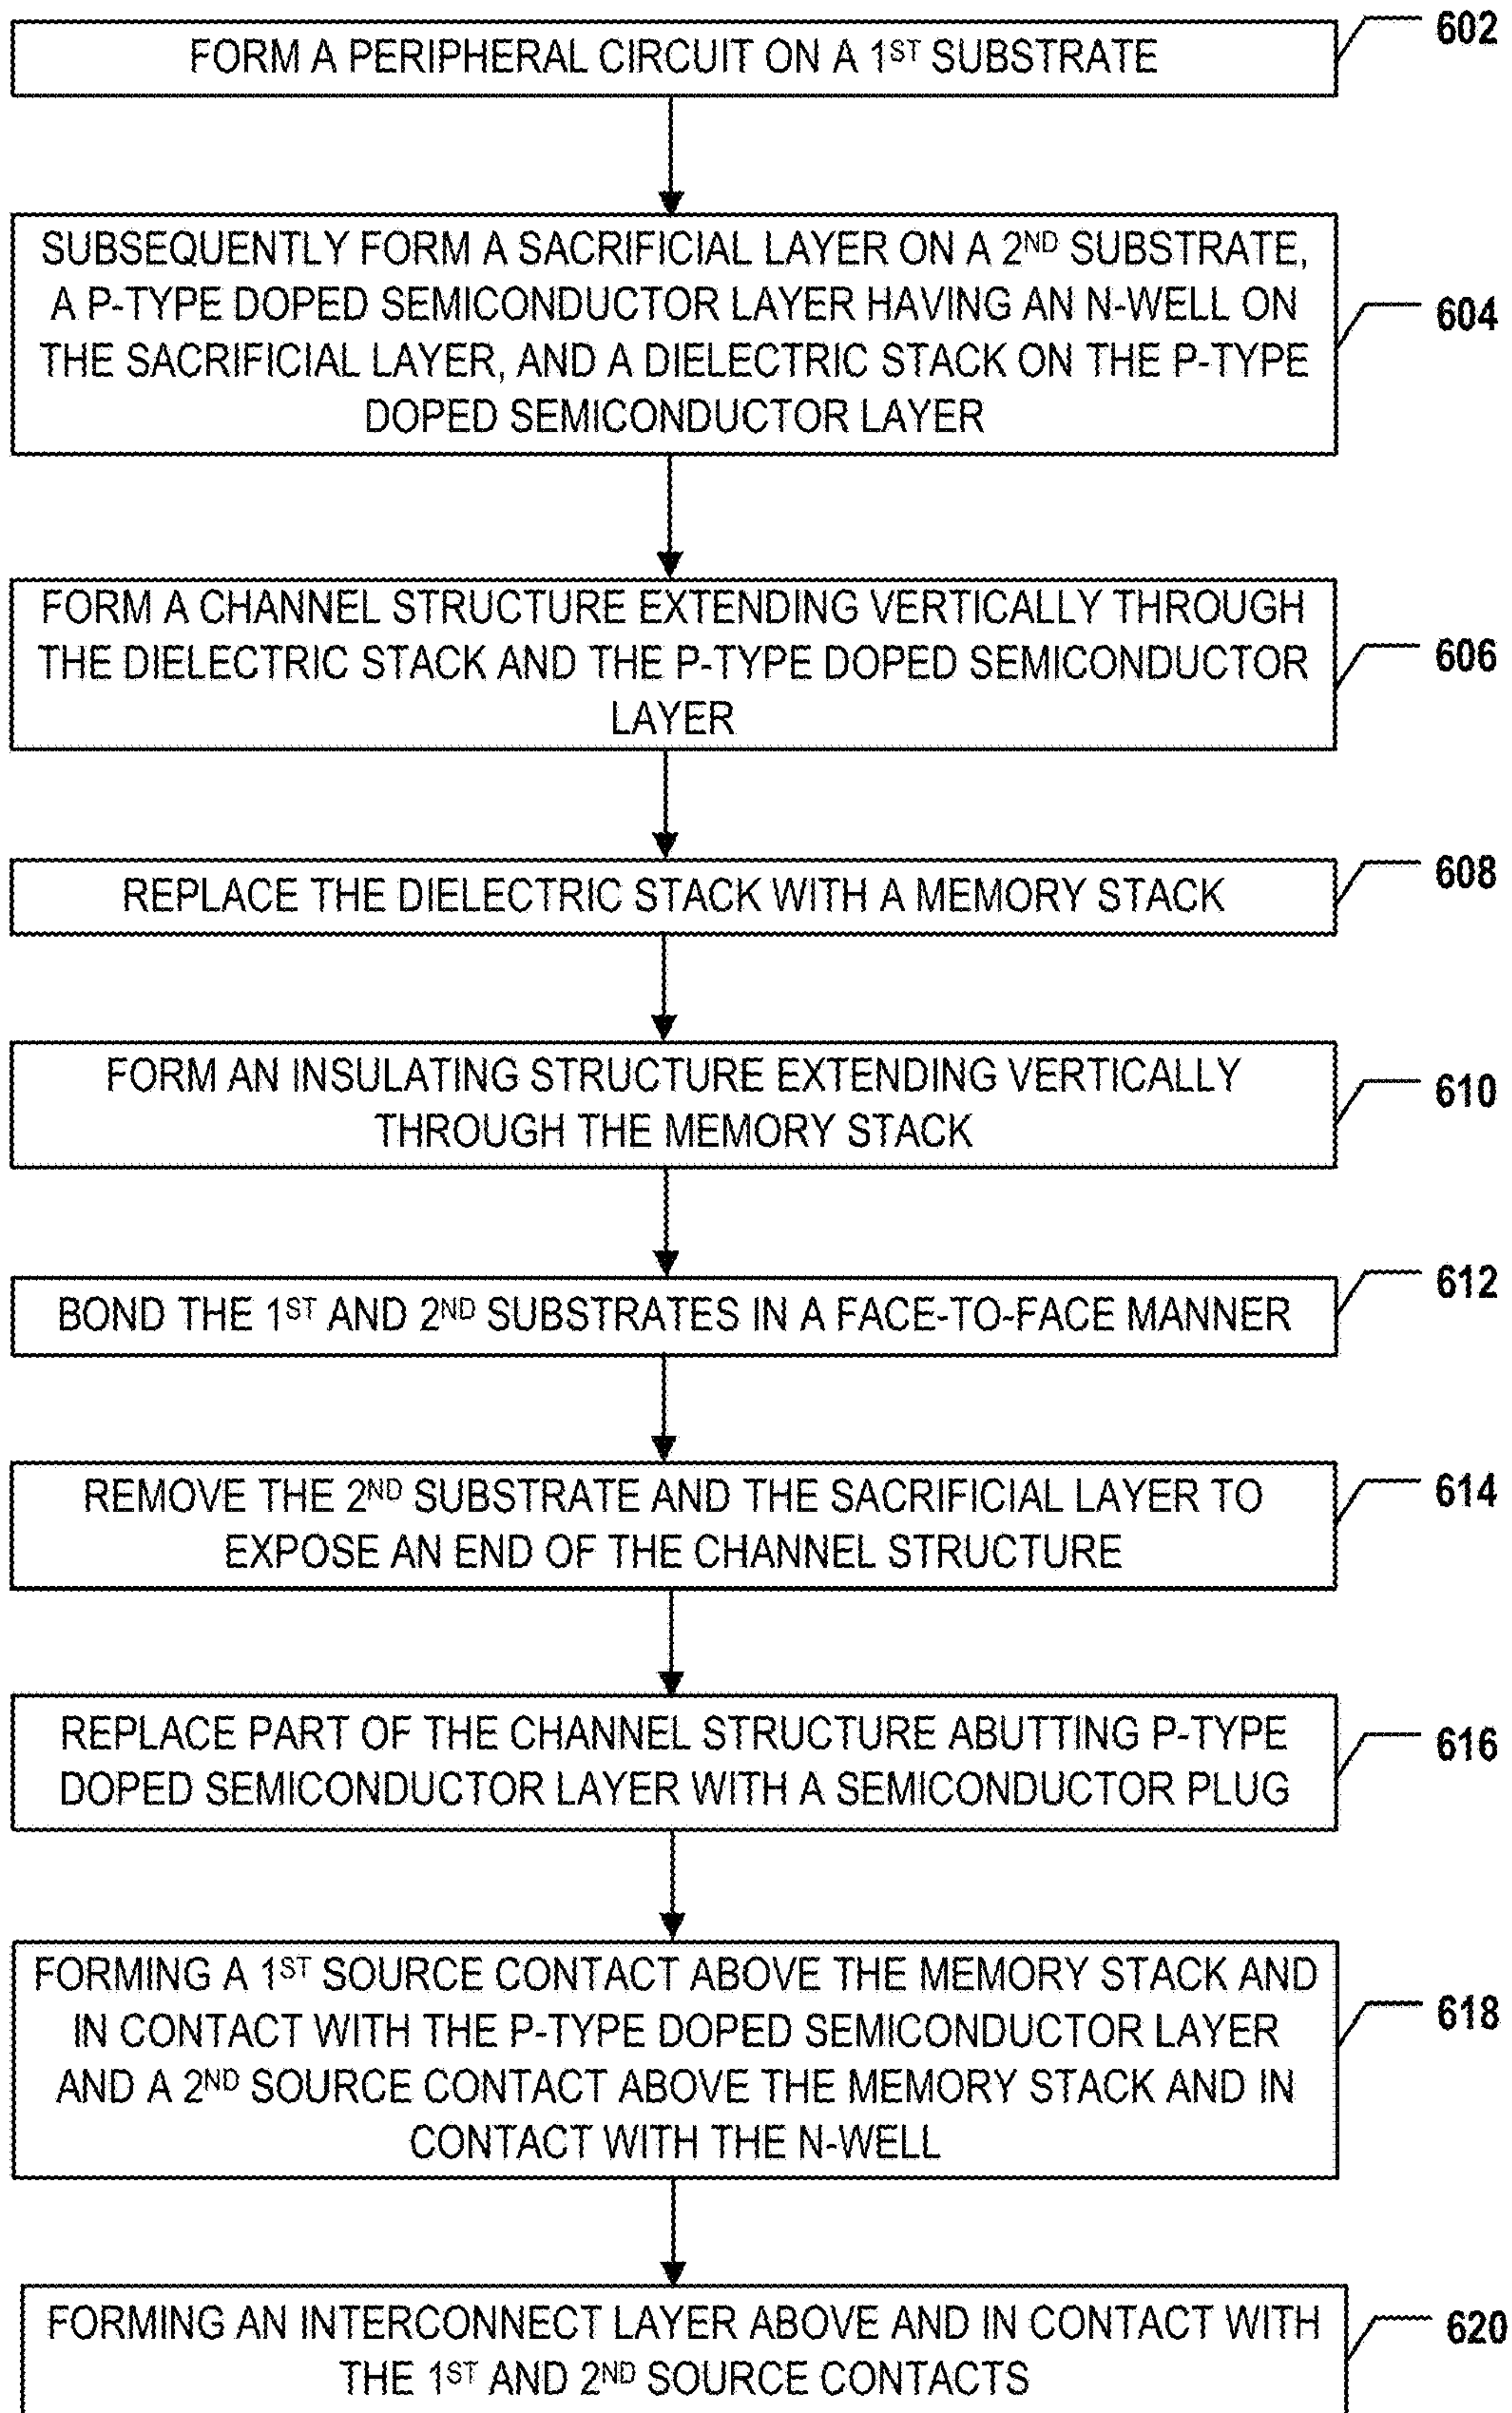 602
FORM A PERIPHERAL CIRCUIT ON A 1ST SUBSTRATE
SUBSEQUENTLY FORM A SACRIFICIAL LAYER ON A 2ND SUBSTRATE,
A P-TYPE DOPED SEMICONDUCTOR LAYER HAVING AN N-WELL ON
604
THE SACRIFICIAL LAYER, AND A DIELECTRIC STACK ON THE P-TYPE
DOPED SEMICONDUCTOR LAYER
FORM A CHANNEL STRUCTURE EXTENDING VERTICALLY THROUGH
THE DIELECTRIC STACK AND THE P-TYPE DOPED SEMICONDUCTOR
606
LAYER
608
REPLACE THE DIELECTRIC STACK WITH A MEMORY STACK
FORM AN INSULATING STRUCTURE EXTENDING VERTICALLY
610
THROUGH THE MEMORY STACK
612
BOND THE 1ST AND 2ND SUBSTRATES IN A FACE-TO-FACE MANNER
REMOVE THE 2ND SUBSTRATE AND THE SACRIFICIAL LAYER TO
614
EXPOSE AN END OF THE CHANNEL STRUCTURE
REPLACE PART OF THE CHANNEL STRUCTURE ABUTTING P-TYPE
616
DOPED SEMICONDUCTOR LAYER WITH A SEMICONDUCTOR PLUG
FORMING A 1ST SOURCE CONTACT ABOVE THE MEMORY STACK AND
618
IN CONTACT WITH THE P-TYPE DOPED SEMICONDUCTOR LAYER
AND A 2ND SOURCE CONTACT ABOVE THE MEMORY STACK AND IN
CONTACT WITH THE N-WELL
FORMING AN INTERCONNECT LAYER ABOVE AND IN CONTACT WITH
620
THE 1ST AND 2ND SOURCE CONTACTS